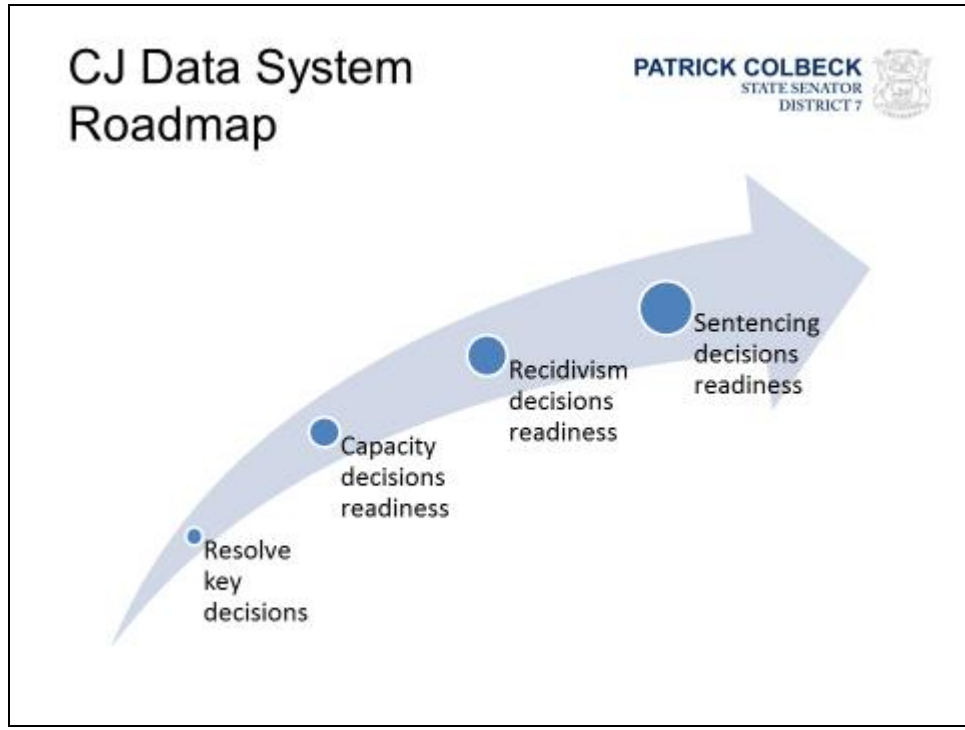 CJ Data System
Roadmap
PATRICK COLBECK
STATE SENATOR
DISTRICT 7
Resolve
key
decisions
Capacity
decisions
readiness
Recidivism
decisions
readiness
Sentencing
decisions
readiness